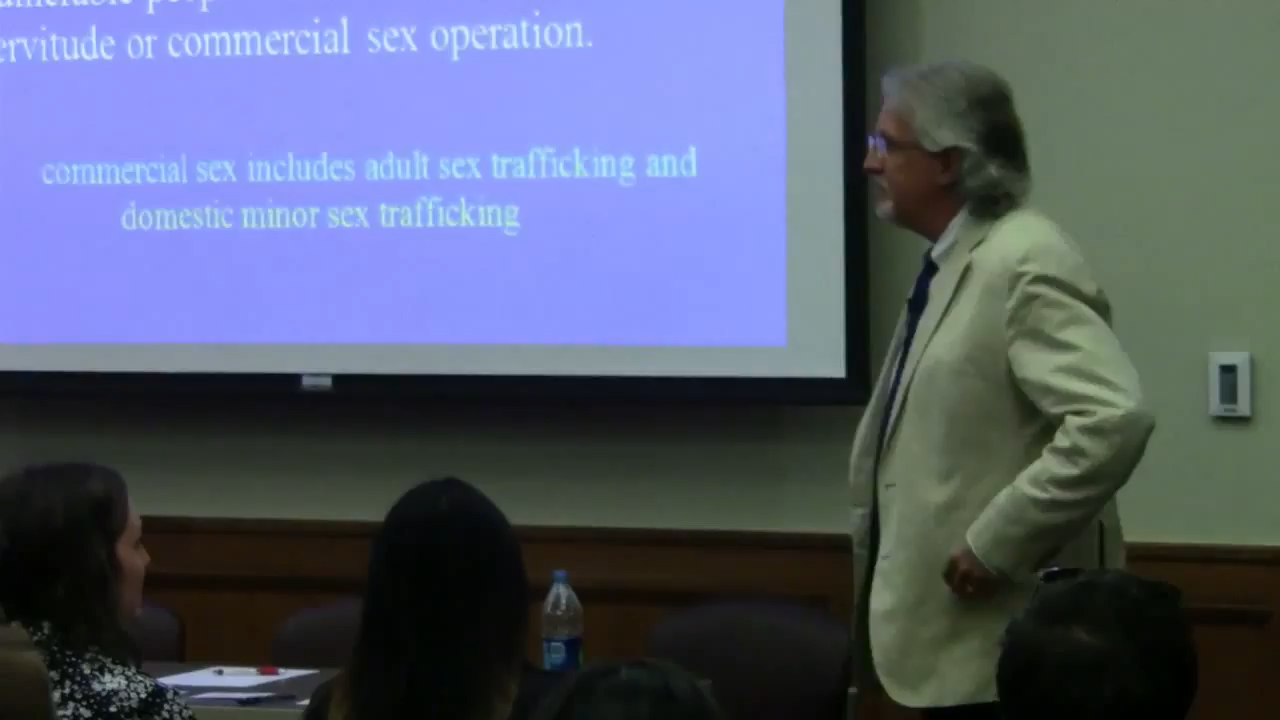 ervitude or commercial sex operation.
commercial sex includes adult sex trafficking and
domestic minor sex trafficking